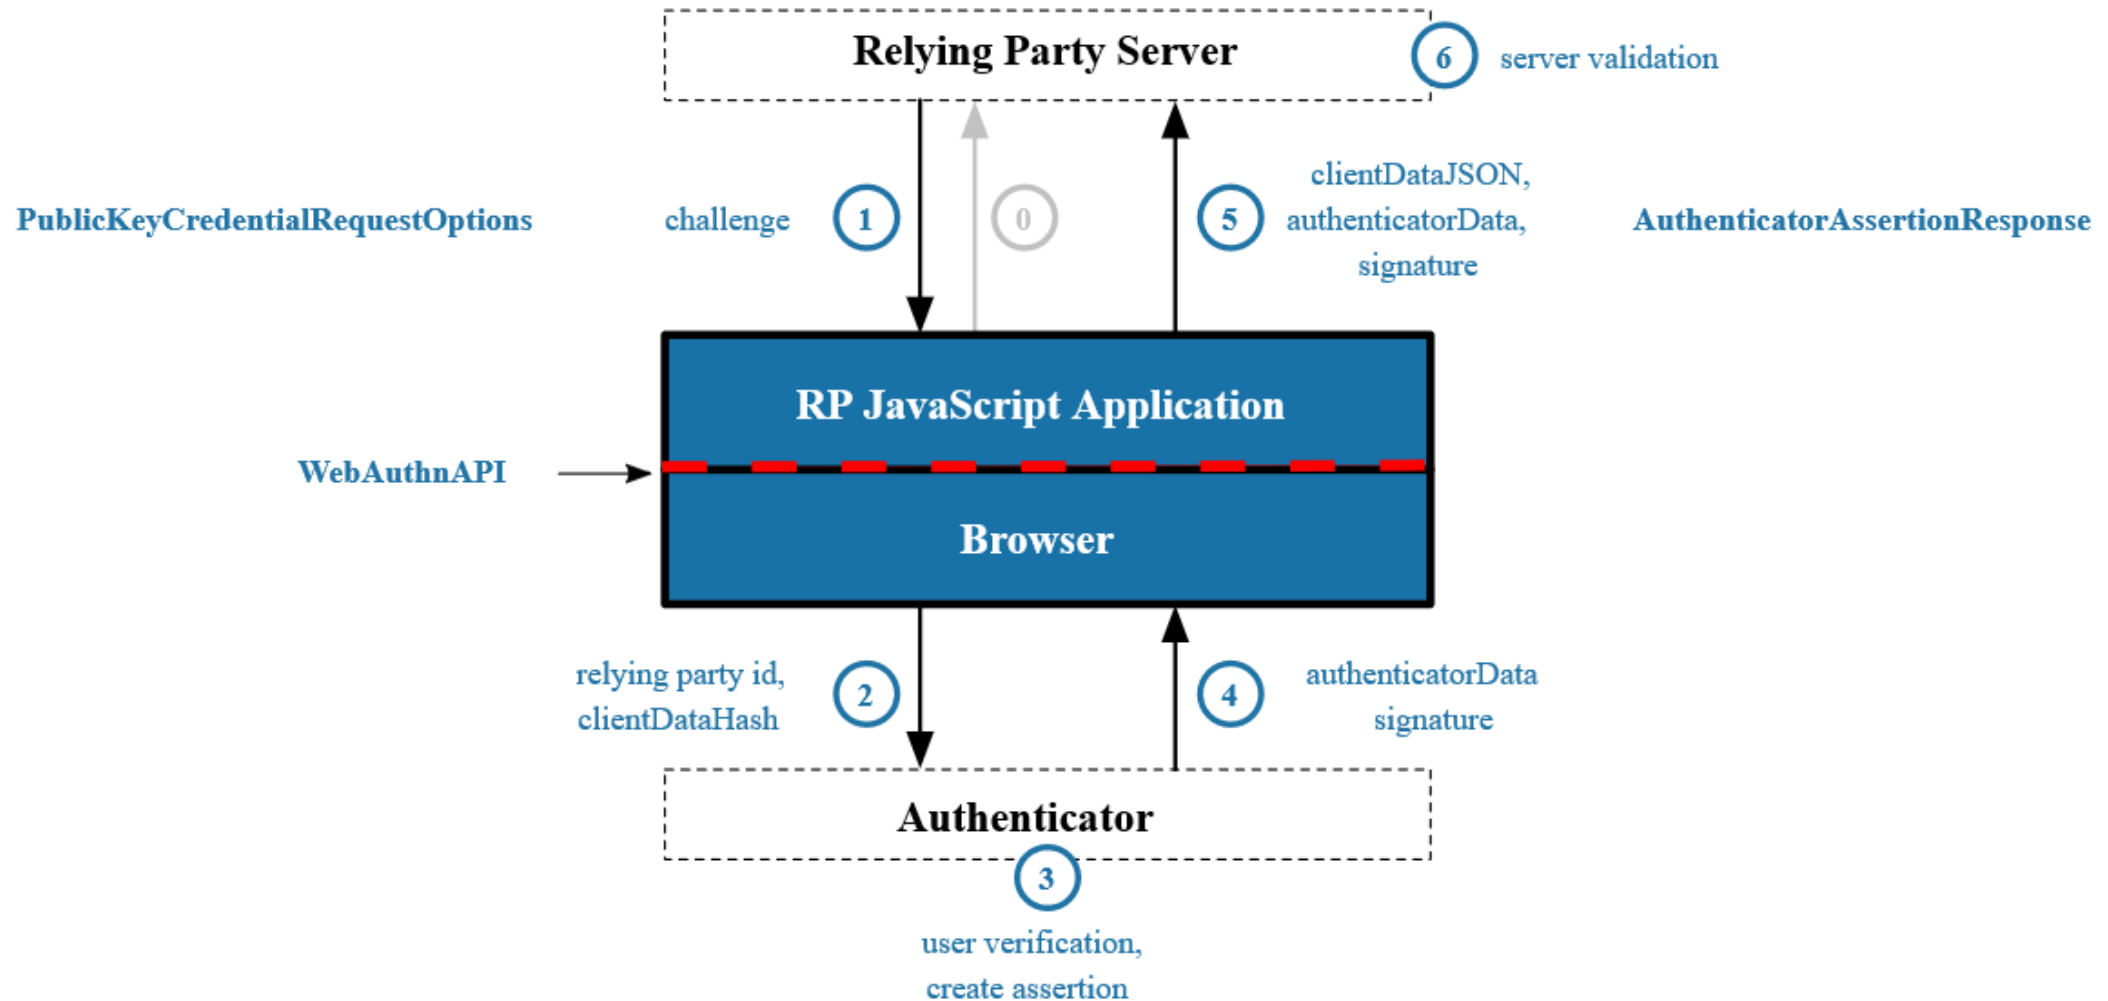 Relying Party Server
6
server validation
PublicKeyCredentialRequestOptions
challenge
1
0
5
clientDataJSON,
authenticatorData,
signature
AuthenticatorAssertionResponse
RP JavaScript Application
WebAuthnAPI
Browser
relying party id,
clientDataHash
2
4
authenticatorData
signature
Authenticator
3
user verification,
create assertion